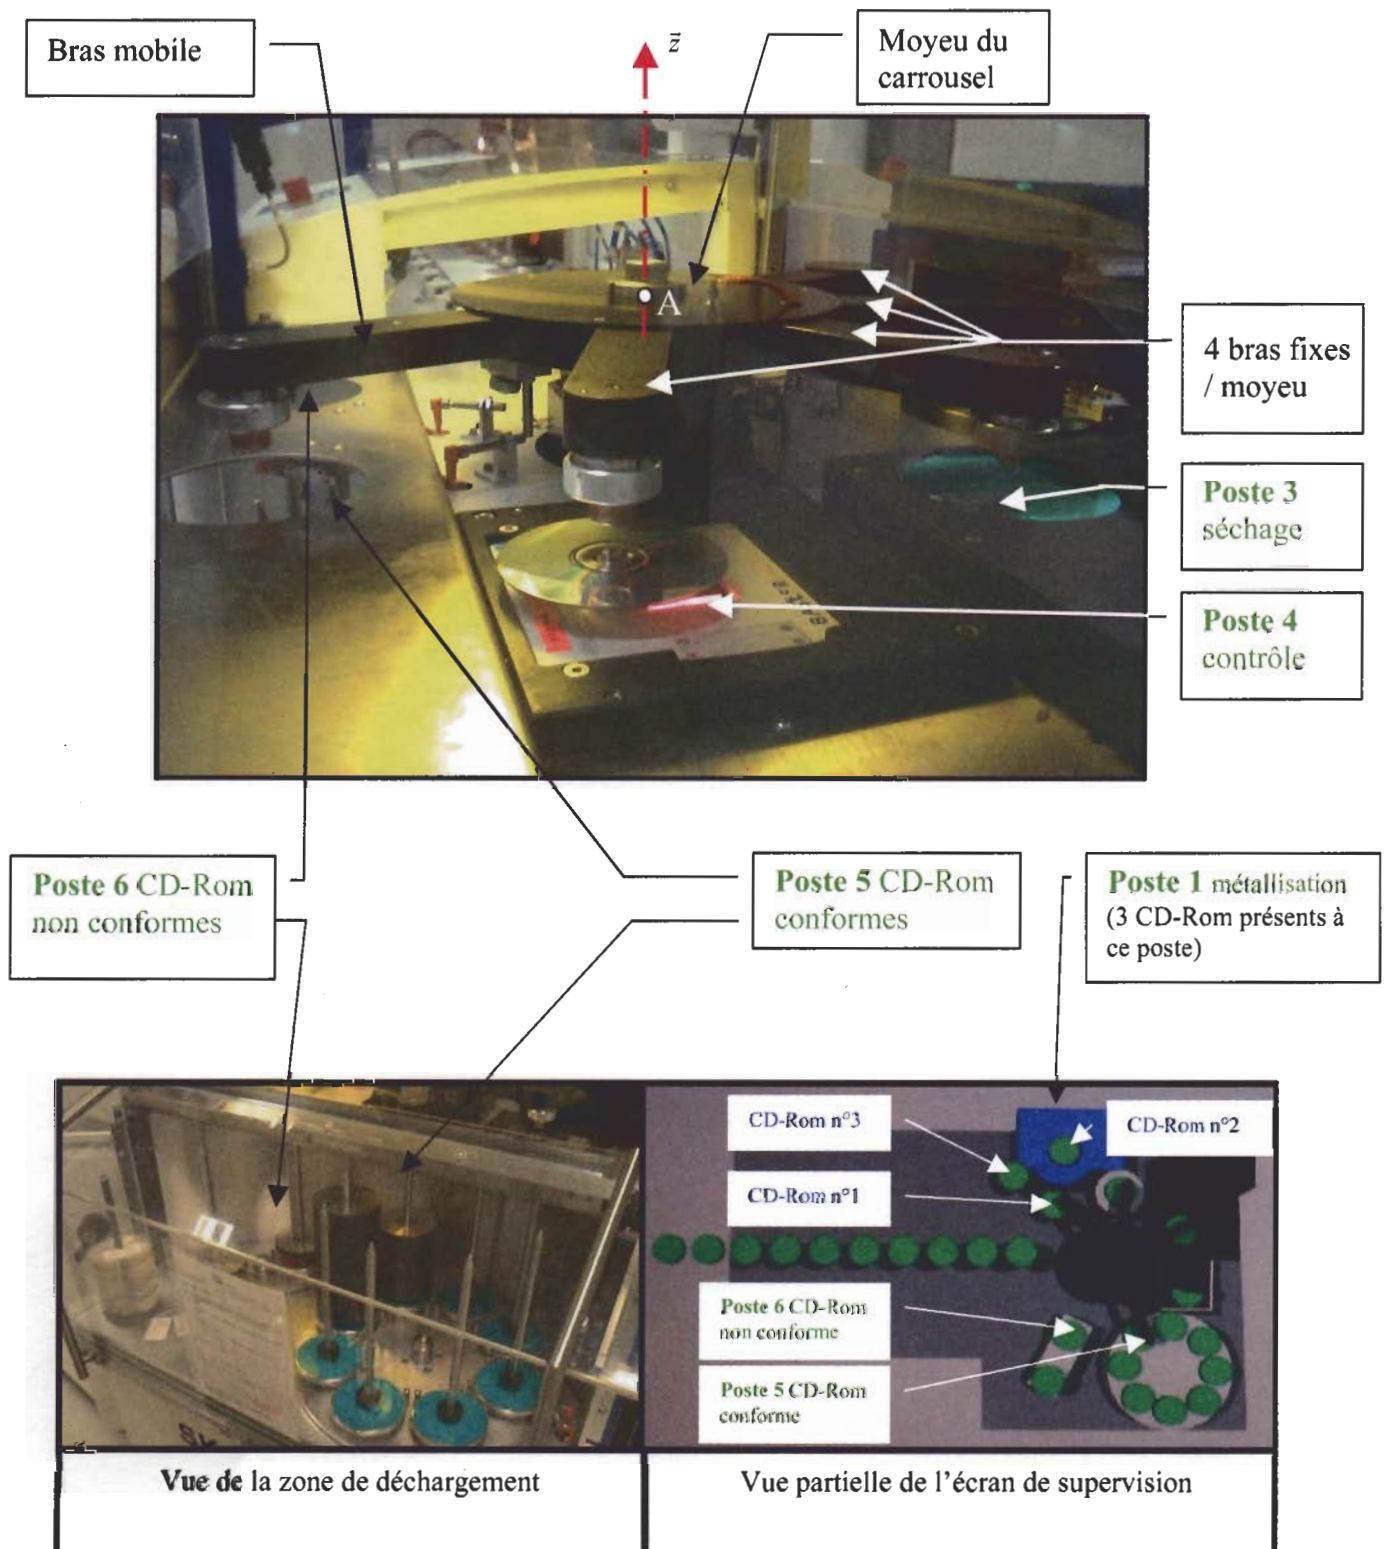 Bras mobile
z
Moyeu du
carrousel
A
4 bras fixes
/ moyeu
Poste 3
séchage
Poste 4
contrôle
Poste 6 CD-Rom
non conformes
Poste 5 CD-Rom
conformes
Poste 1 métallisation
(3 CD-Rom présents à
ce poste)
CD-Rom n°3
CD-Rom n°2
CD-Rom n°1
Poste 6 CD-Rom
non conforme
Poste 5 CD-Rom
conforme
Vue de la zone de déchargement
Vue partielle de l'écran de supervision